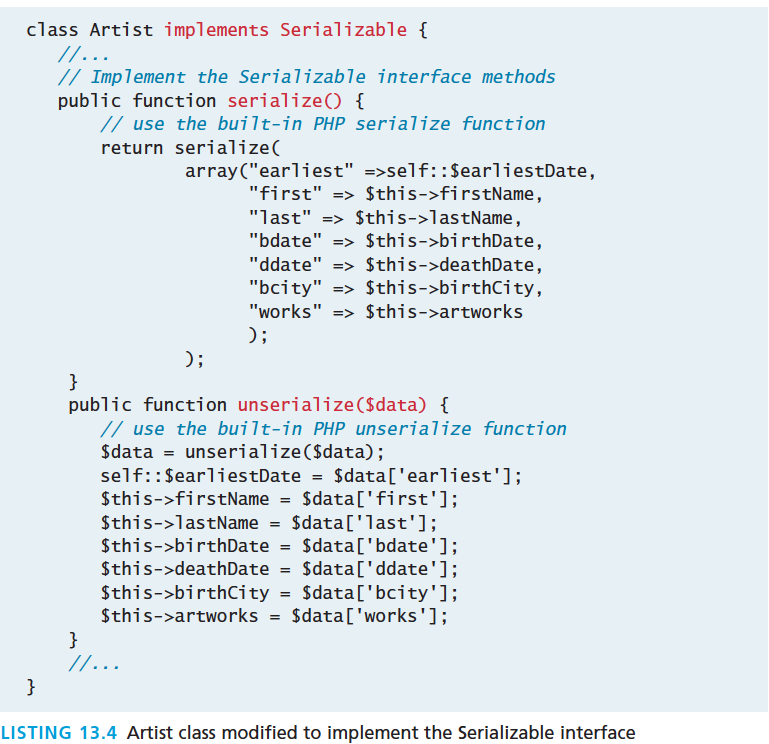 class Artist implements Serializable {
//...
// Implement the Serializable interface methods
public function serialize() {
// use the built-in PHP serialize function
return serialize(
array("earliest" =>self::$earliestDate,
"first" => $this->firstName,
"last" => $this->lastName,
"bdate" => $this->birthDate,
"ddate" => $this->deathDate,
"bcity" => $this->birthCity,
"works" => $this->artworks
);
);
}
public function unserialize($data) {
// use the built-in PHP unserialize function
$data = unserialize($data);
self::$earliestDate = $data['earliest'];
$this->firstName = $data['first'];
$this->lastName = $data['last'];
$this->birthDate = $data['bdate'];
$this->deathDate = $data['ddate'];
$this->birthCity = $data['bcity'];
$this->artworks = $data['works'];
}
//...
}
LISTING 13.4 Artist class modified to implement the Serializable interface